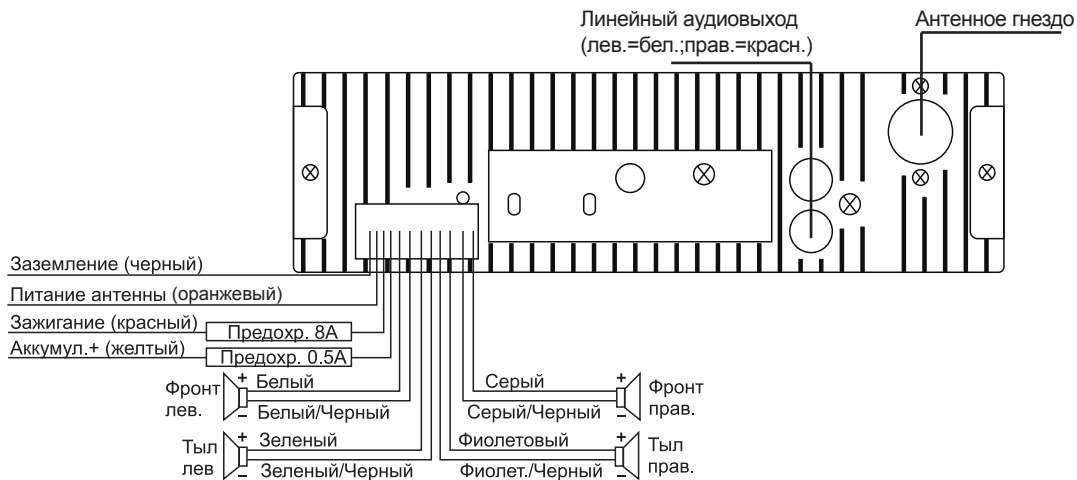 Линейный аудиовыход
(лев.=бел.;прав.=красн.)
Антенное гнездо
Заземление (черный)
Питание антенны (оранжевый)
Зажигание (красный)
Предохр. 8А
Аккумул.+ (желтый)
Предохр. 0.5А
Фронт
лев.
+
Белый
–
Белый/Черный
Серый
+
Серый/Черный
–
Фронт
прав.
Тыл
лев
+
Зеленый
–
Зеленый/Черный
Фиолетовый
+
Фиолет./Черный
–
Тыл
прав.